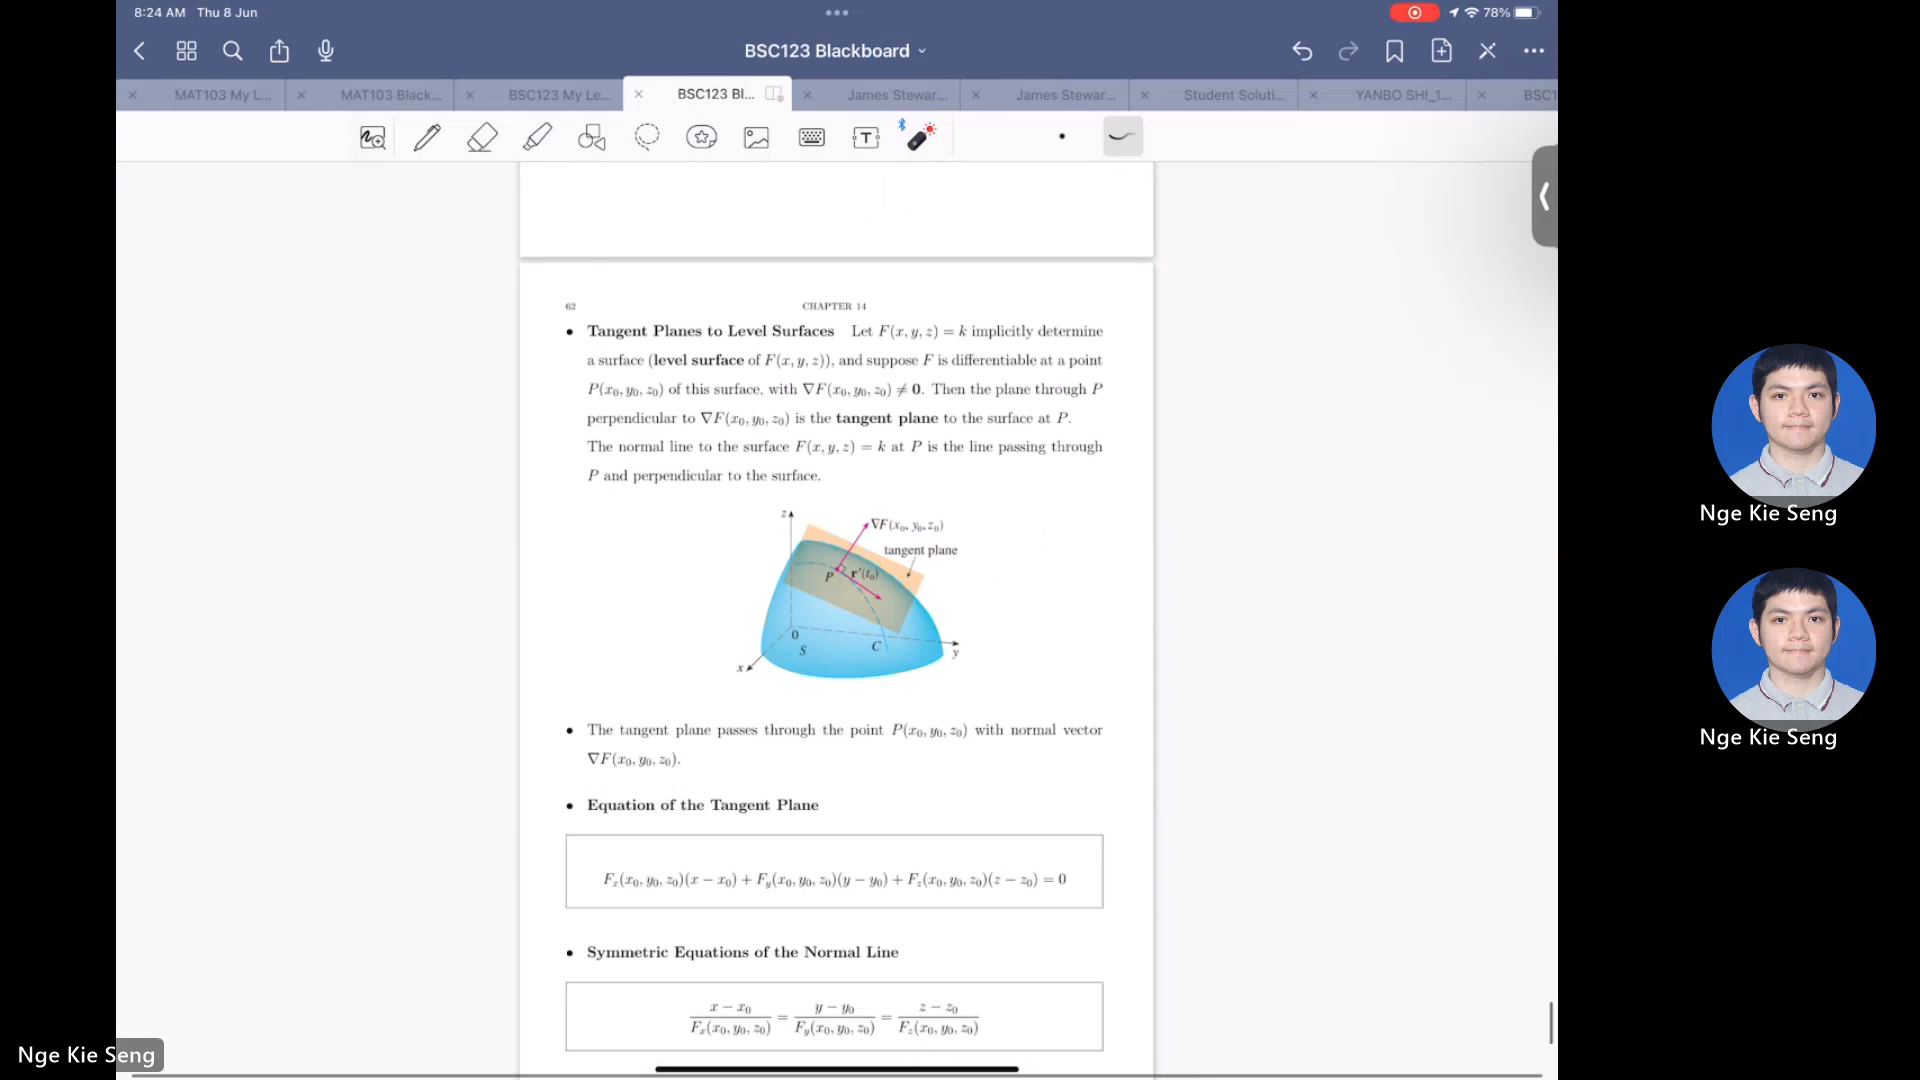 8:24 AM Thu 8 Jun
78%
BSC123 Blackboard
MAT103 My L...
MAT103 Black...
BSC123 My Le...
BSC123 Bl...
James Stewar...
James Stewar...
Student Soluti...
YANBO SHI_1...
BSC1
62
CHAPTER 14
• Tangent Planes to Level Surfaces Let F(x, y, z) = k implicitly determine
a surface (level surface of F(x, y, z)), and suppose F is differentiable at a point
P(x₀, y₀, z₀) of this surface, with ∇F(x₀, y₀, z₀) ≠ 0. Then the plane through P
perpendicular to ∇F(x₀, y₀, z₀) is the tangent plane to the surface at P.
The normal line to the surface F(x, y, z) = k at P is the line passing through
P and perpendicular to the surface.
z
∇F(x₀, y₀, z₀)
tangent plane
P
r′(t₀)
0
S
C
x
y
• The tangent plane passes through the point P(x₀, y₀, z₀) with normal vector
∇F(x₀, y₀, z₀).
• Equation of the Tangent Plane
Fₓ(x₀, y₀, z₀)(x − x₀) + F_y(x₀, y₀, z₀)(y − y₀) + F_z(x₀, y₀, z₀)(z − z₀) = 0
• Symmetric Equations of the Normal Line
x − x₀ / Fₓ(x₀, y₀, z₀) = y − y₀ / F_y(x₀, y₀, z₀) = z − z₀ / F_z(x₀, y₀, z₀)
Nge Kie Seng
Nge Kie Seng
Nge Kie Seng